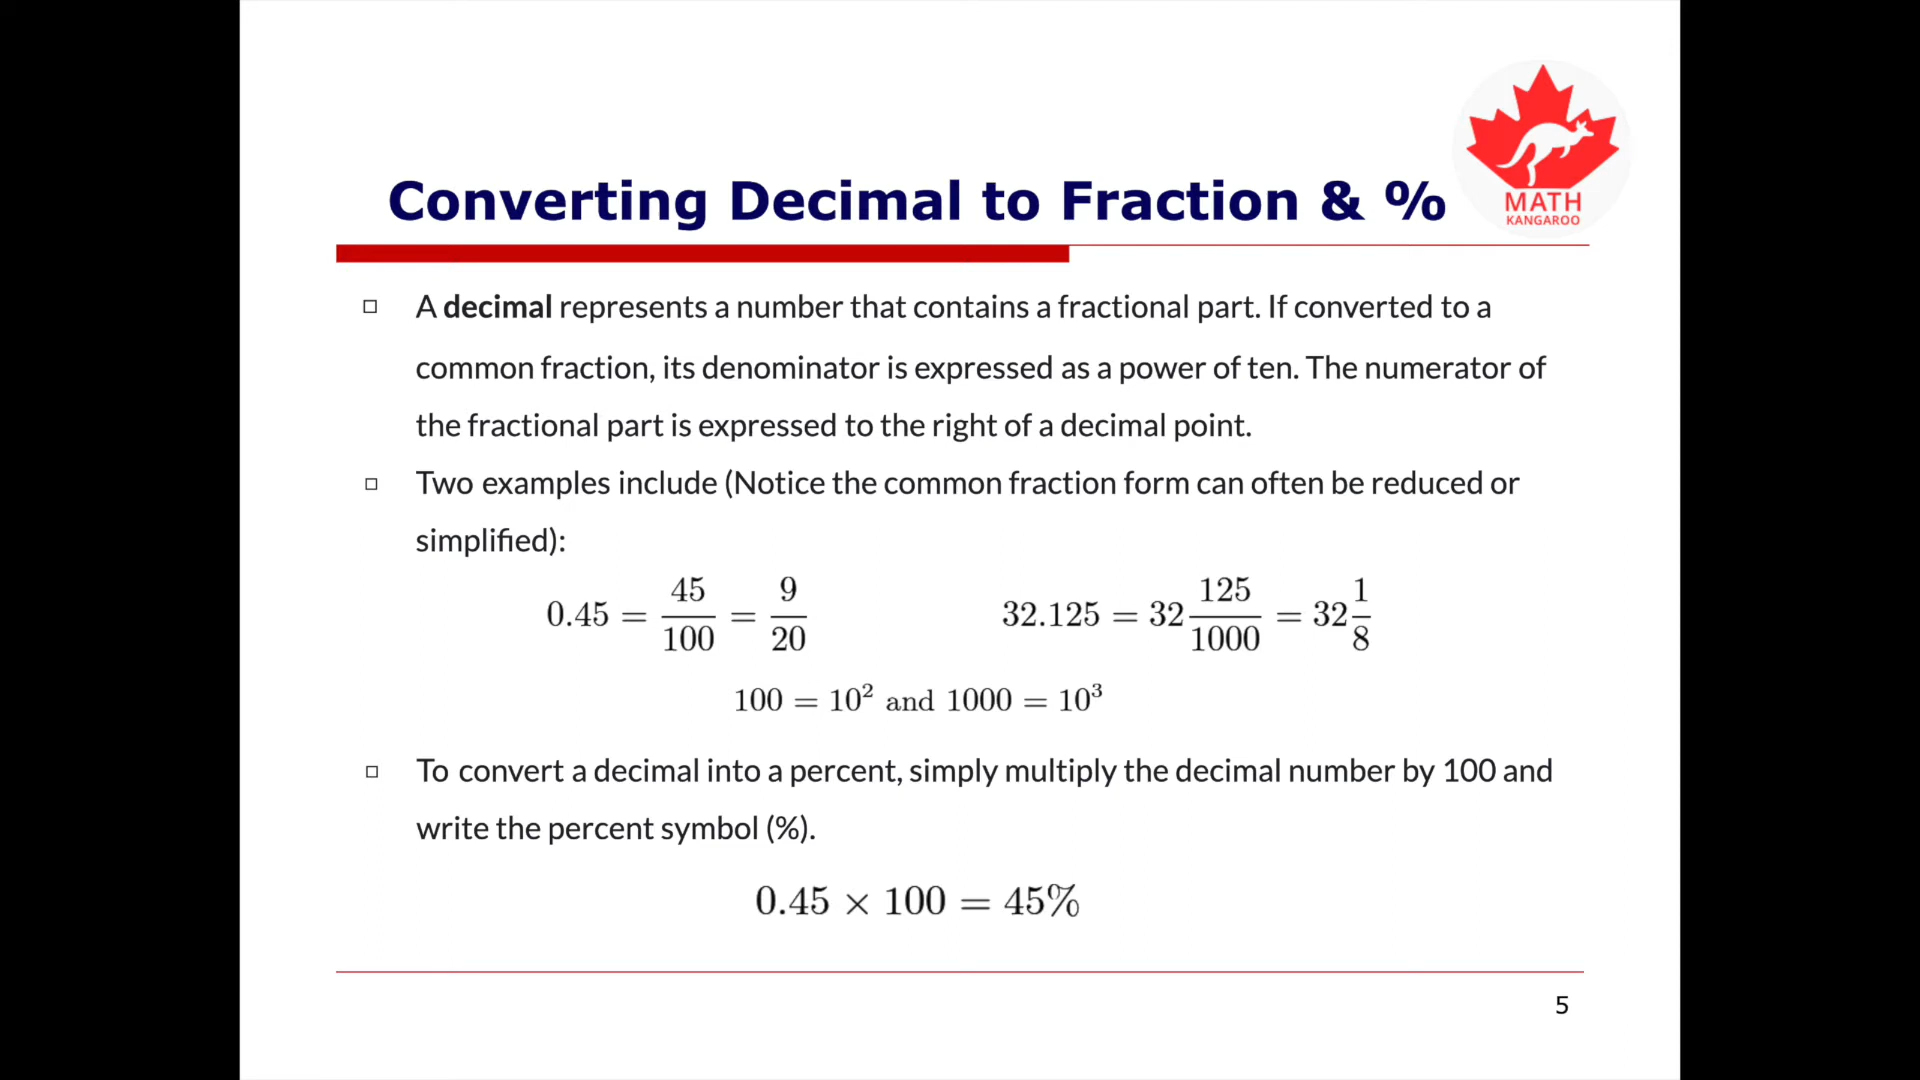 MATH
KANGAROO
Converting Decimal to Fraction & %
□ A decimal represents a number that contains a fractional part. If converted to a
common fraction, its denominator is expressed as a power of ten. The numerator of
the fractional part is expressed to the right of a decimal point.
□ Two examples include (Notice the common fraction form can often be reduced or
simplified):
0.45 = 45/100 = 9/20    32.125 = 32 125/1000 = 32 1/8
100 = 10² and 1000 = 10³
□ To convert a decimal into a percent, simply multiply the decimal number by 100 and
write the percent symbol (%).
0.45 × 100 = 45%
5